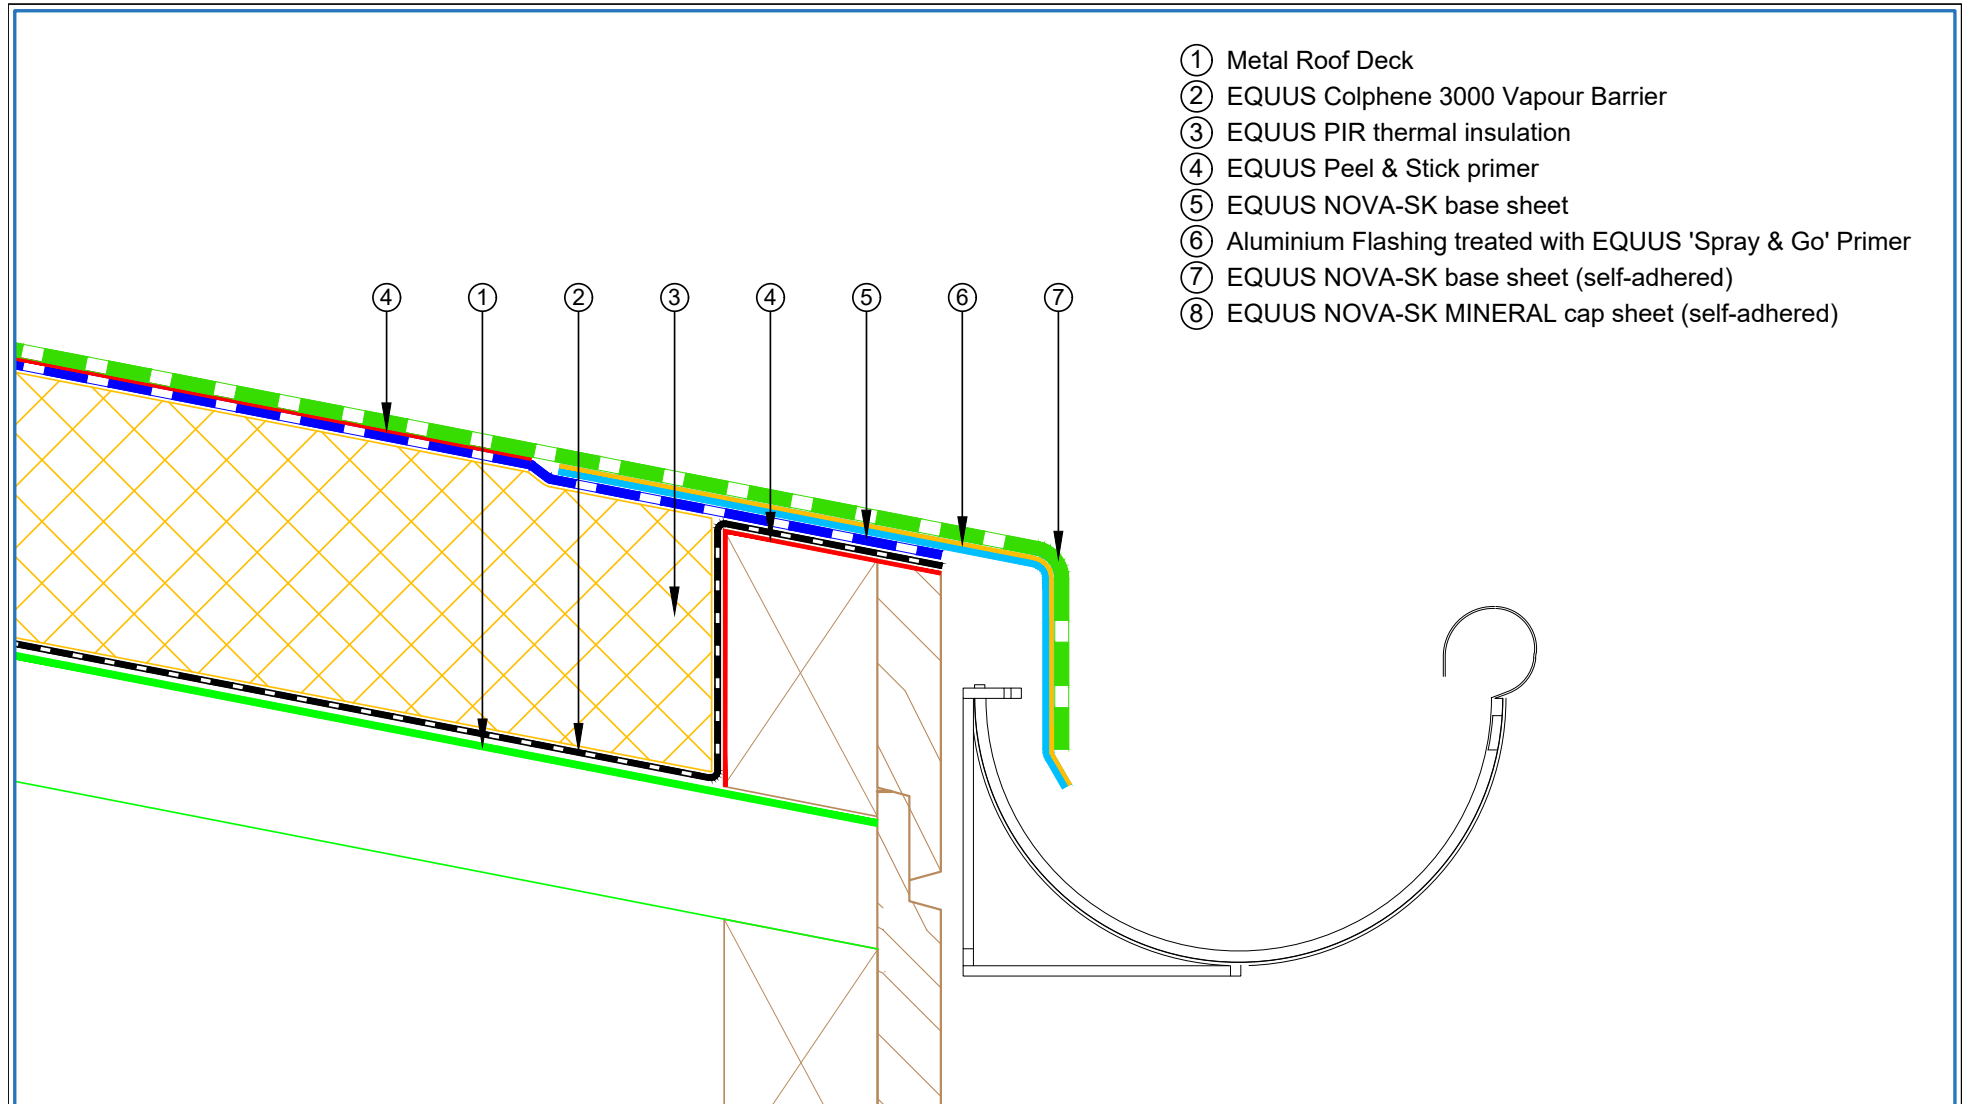 1 Metal Roof Deck
2 EQUUS Colphene 3000 Vapour Barrier
3 EQUUS PIR thermal insulation
4 EQUUS Peel & Stick primer
5 EQUUS NOVA-SK base sheet
6 Aluminium Flashing treated with EQUUS 'Spray & Go' Primer
7 EQUUS NOVA-SK base sheet (self-adhered)
8 EQUUS NOVA-SK MINERAL cap sheet (self-adhered)
4 1 2 3 4 5 6 7